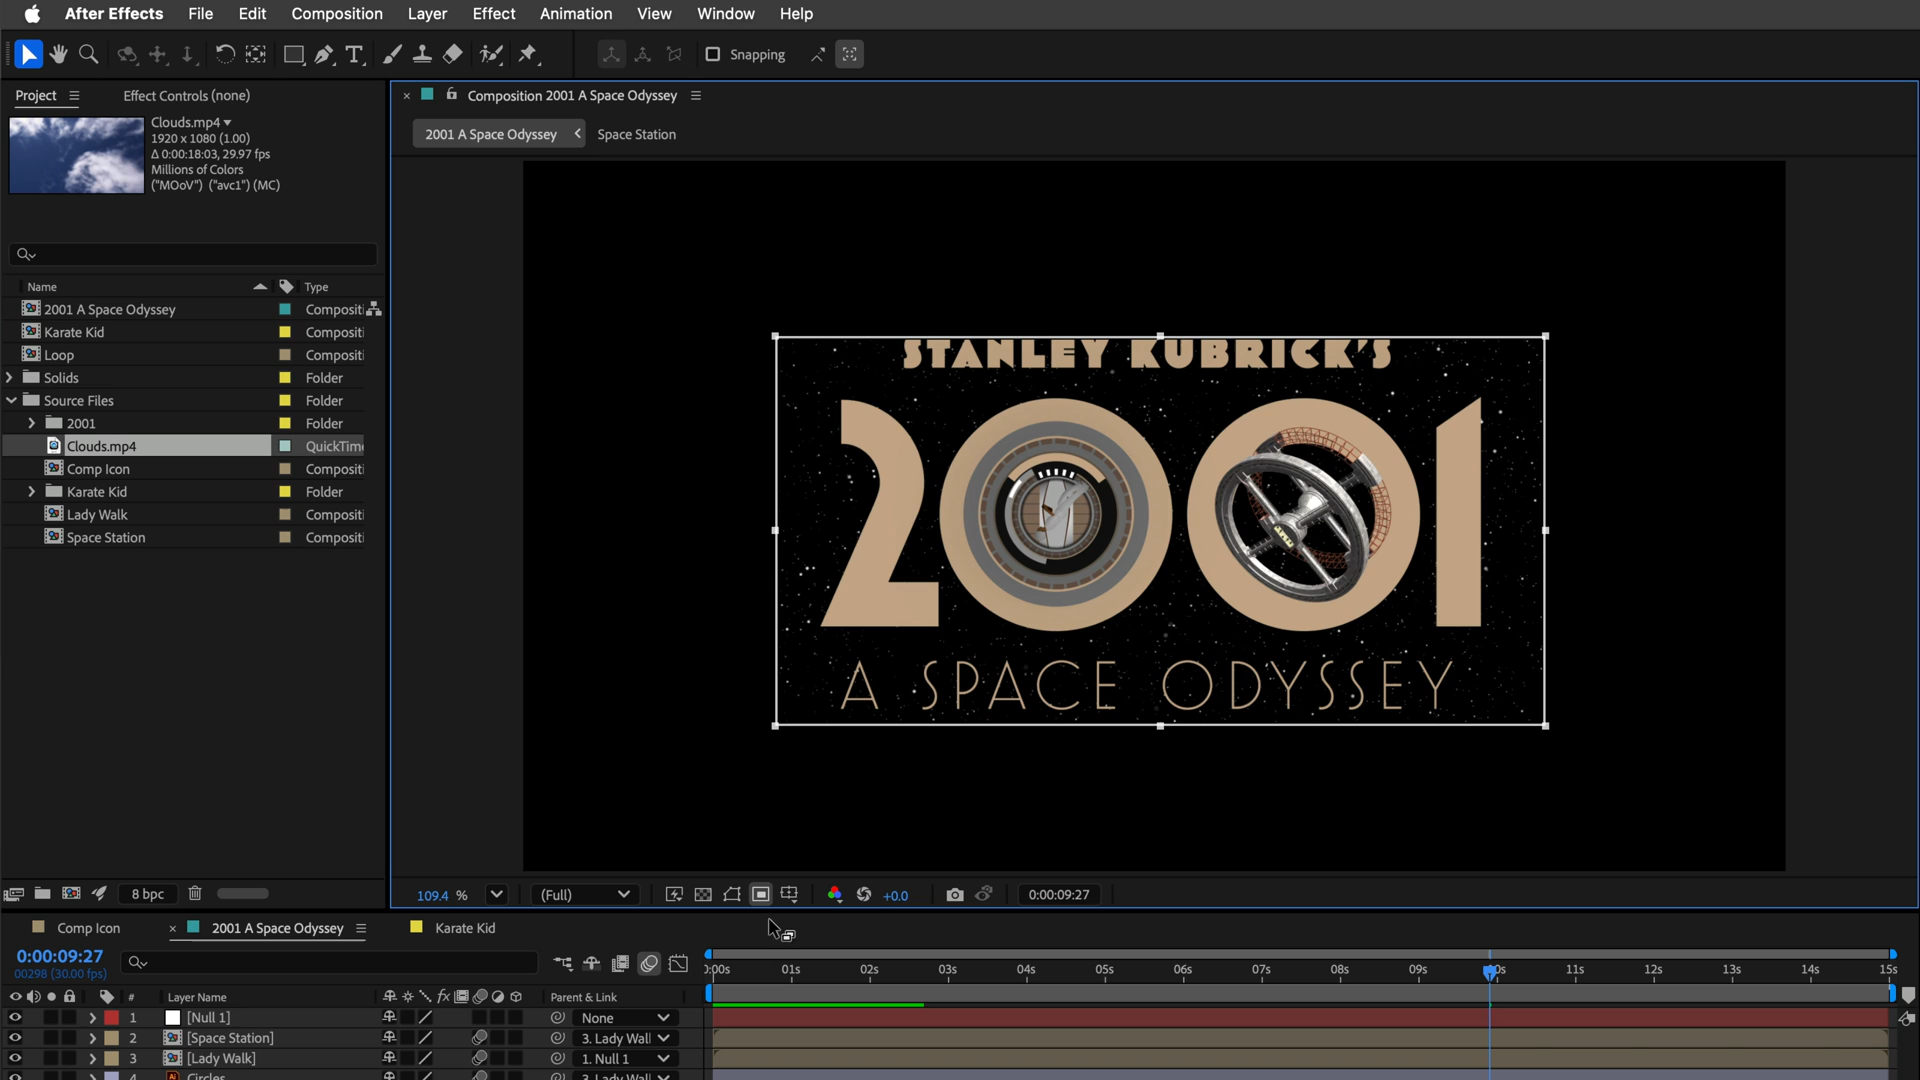 After Effects File Edit Composition Layer Effect Animation View Window Help
Snapping
Project Effect Controls (none)
Clouds.mp4
1920 x 1080 (1.00)
Δ 0:00:18:03, 29.97 fps
Millions of Colors
("MOoV") ("avc1") (MC)
Name Type
2001 A Space Odyssey Compositi
Karate Kid Compositi
Loop Compositi
Solids Folder
Source Files Folder
2001 Folder
Clouds.mp4 QuickTime
Comp Icon Compositi
Karate Kid Folder
Lady Walk Compositi
Space Station Compositi
8 bpc
Composition 2001 A Space Odyssey
2001 A Space Odyssey Space Station
STANLEY KUBRICK'S
2001
A SPACE ODYSSEY
109.4 % (Full) +0.0 0:00:09:27
Comp Icon 2001 A Space Odyssey Karate Kid
0:00:09:27
00298 (30.00 fps)
):00s 01s 02s 03s 04s 05s 06s 07s 08s 09s 0s 11s 12s 13s 14s 15s
# Layer Name fx Parent & Link
1 [Null 1] None
2 [Space Station] 3. Lady Wall
3 [Lady Walk] 1. Null 1
4 Circles 3. Lady Wall